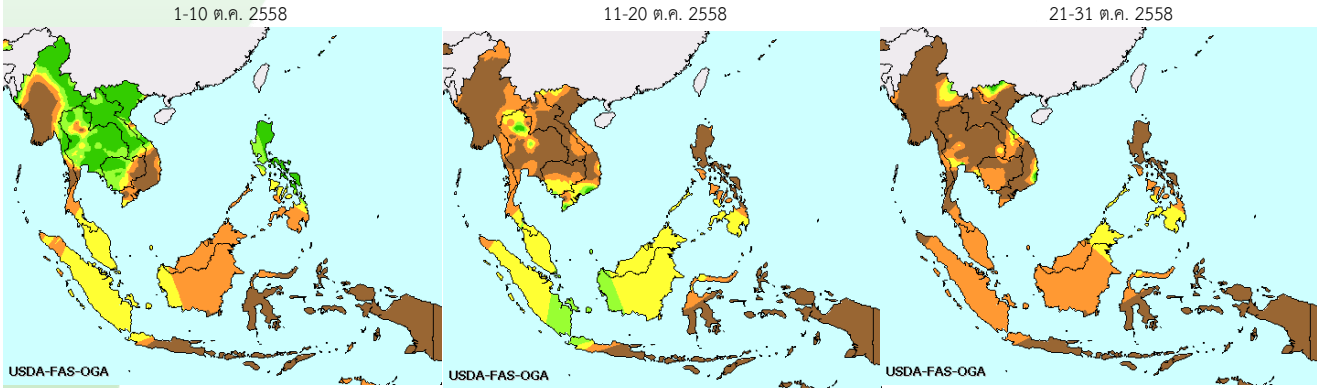 1-10 ต.ค. 2558
11-20 ต.ค. 2558
21-31 ต.ค. 2558
USDA-FAS-OGA
USDA-FAS-OGA
USDA-FAS-OGA